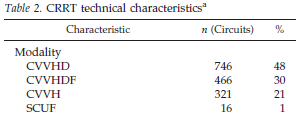 Table 2. CRRT technical characteristicsa
Characteristic n (Circuits) %
Modality
CVVHD 746 48
CVVHDF 466 30
CVVH 321 21
SCUF 16 1